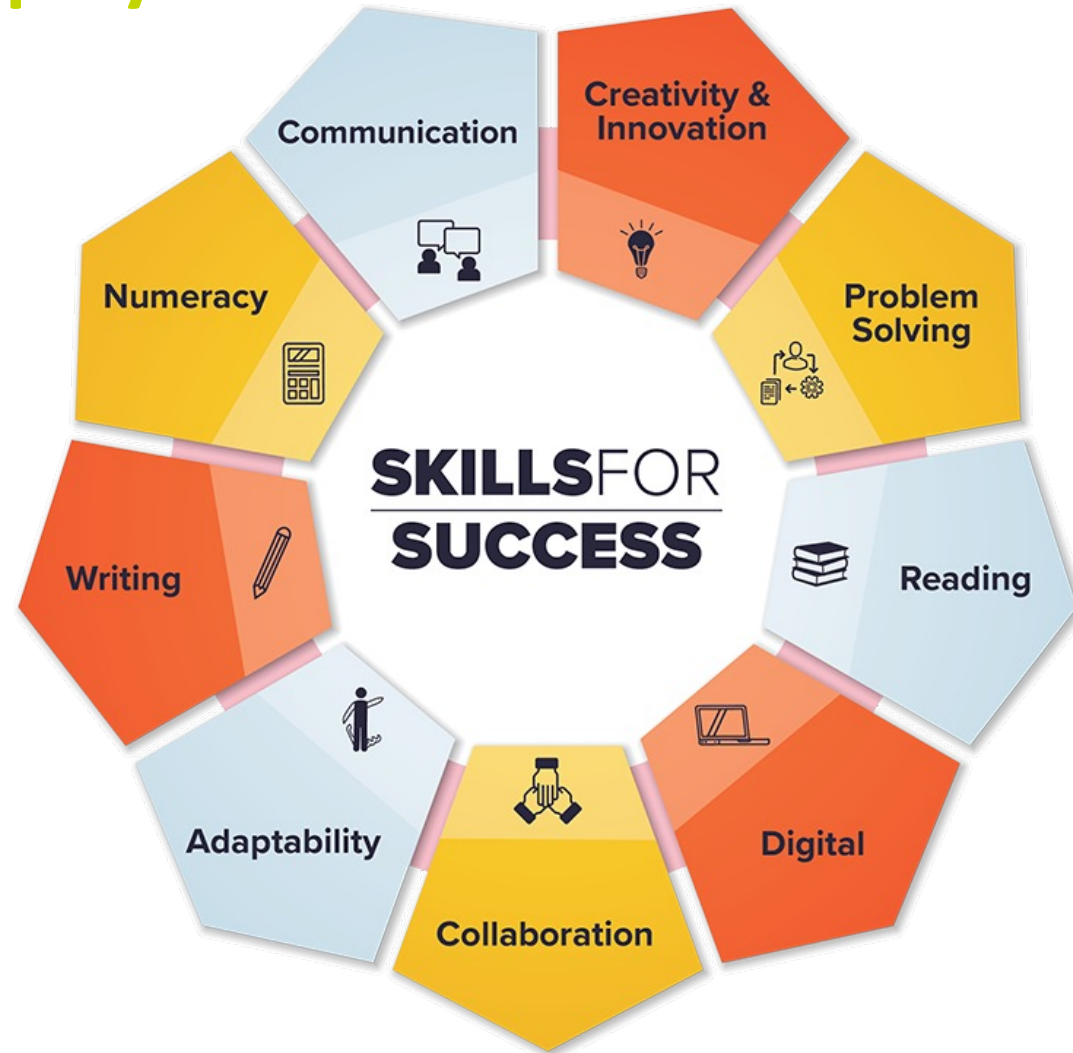 Communication
Creativity &
Innovation
Numeracy
Problem
Solving
SKILLSFOR
SUCCESS
Writing
Reading
Adaptability
Digital
Collaboration